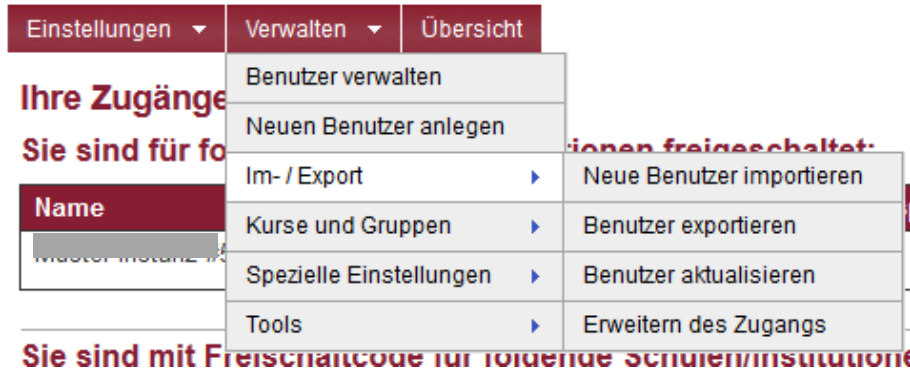 Einstellungen Verwalten Übersicht
Benutzer verwalten
Ihre Zugänge
Neuen Benutzer anlegen
Sie sind für fo ionen freigeschaltet:
Im- / Export Neue Benutzer importieren
Name
Kurse und Gruppen Benutzer exportieren
Spezielle Einstellungen Benutzer aktualisieren
Tools Erweitern des Zugangs
Sie sind mit Freischaltcode für folgende Schulen/Institutione